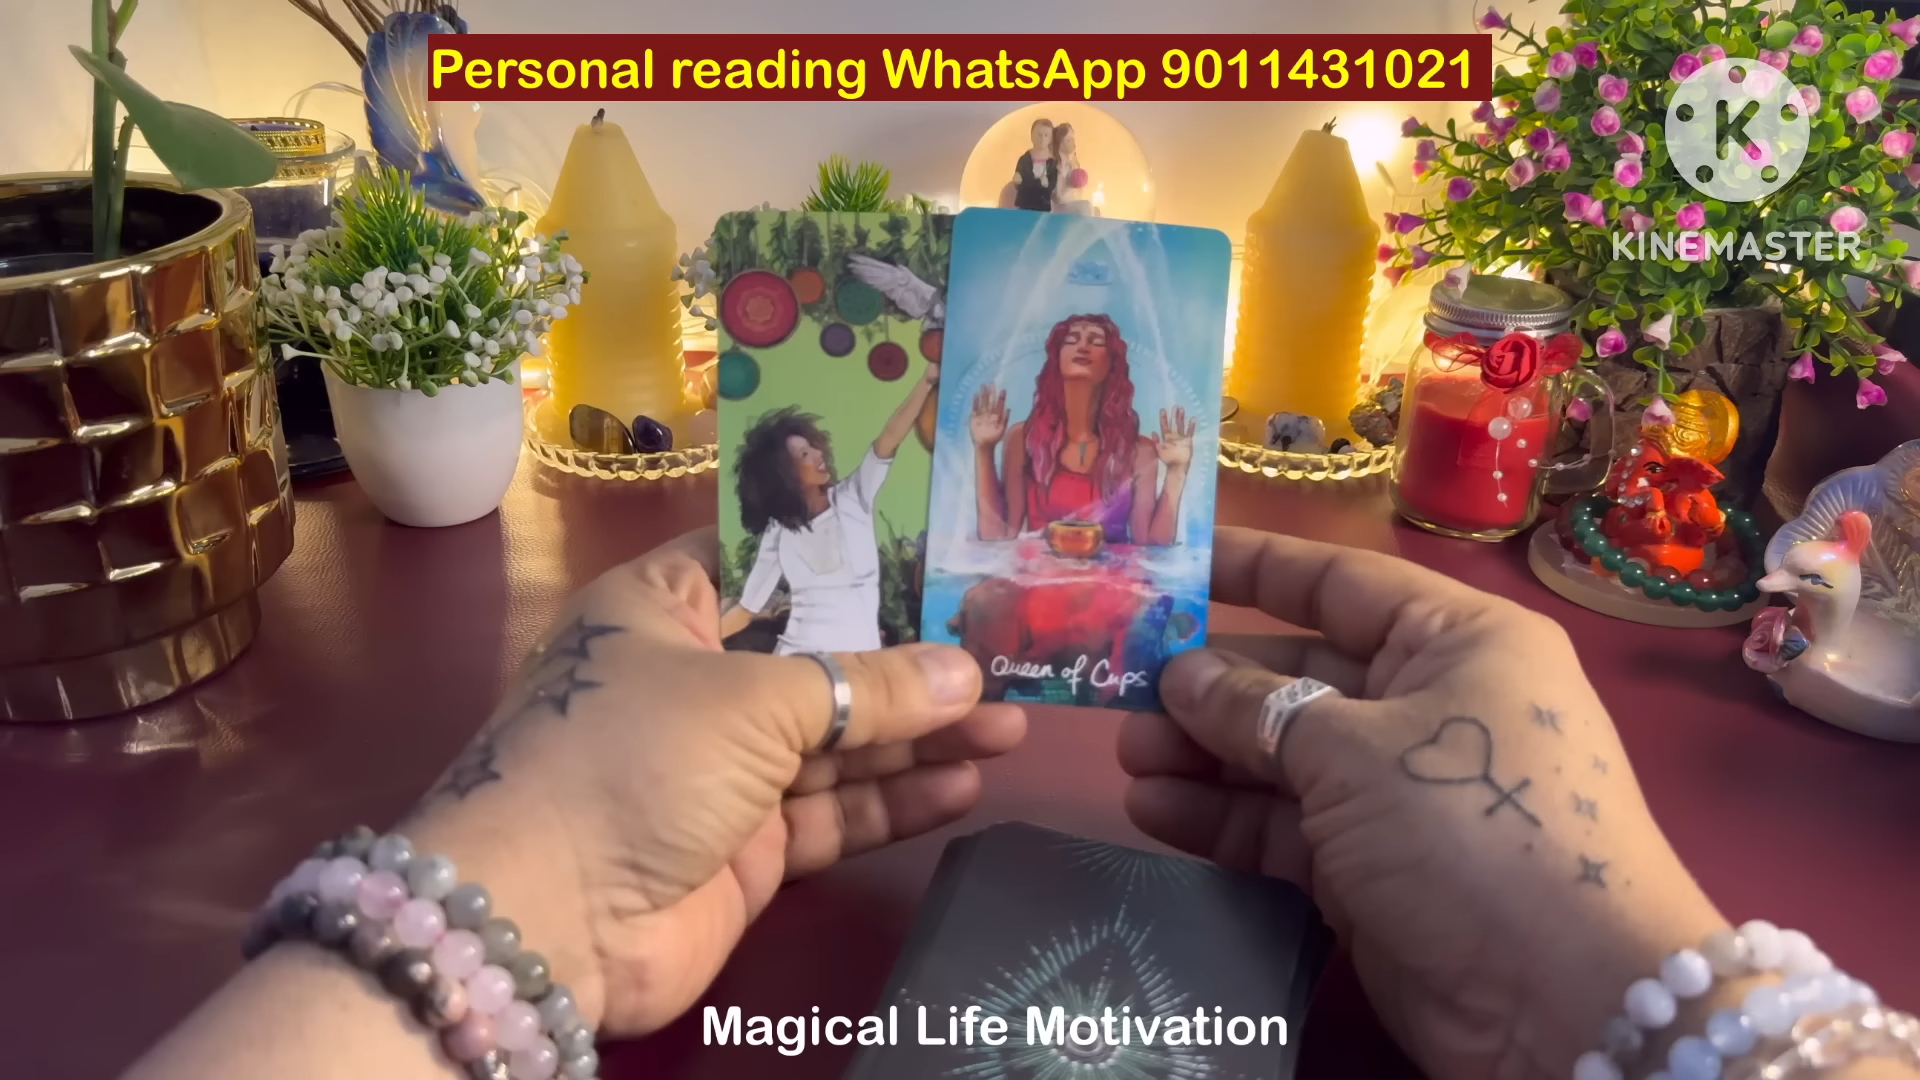 Personal reading WhatsApp 9011431021
K
KINEMASTER
Queen of Cups
Magical Life Motivation